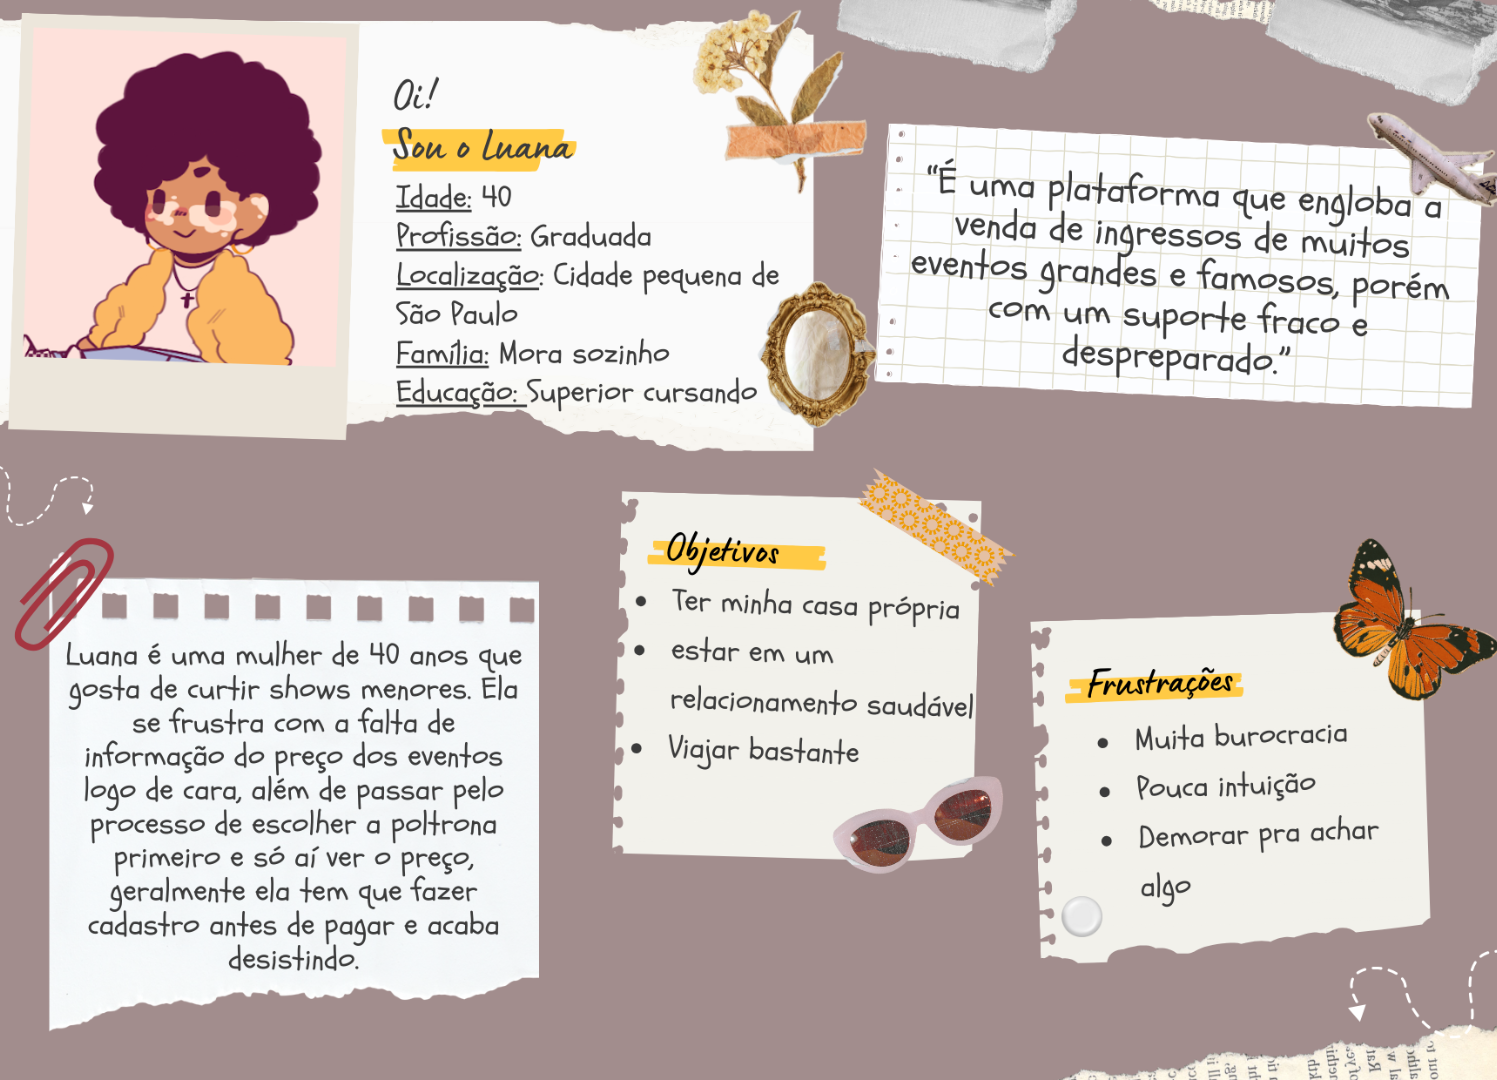 Oi!
Sou o Luana
Idade: 40
Profissão: Graduada
Localização: Cidade pequena de
São Paulo
Família: Mora sozinho
Educação: Superior cursando
“É uma plataforma que engloba a
venda de ingressos de muitos
eventos grandes e famosos, porém
com um suporte fraco e
despreparado.”
Luana é uma mulher de 40 anos que
gosta de curtir shows menores. Ela
se frustra com a falta de
informação do preço dos eventos
logo de cara, além de passar pelo
processo de escolher a poltrona
primeiro e só aí ver o preço,
geralmente ela tem que fazer
cadastro antes de pagar e acaba
desistindo.
Objetivos
• Ter minha casa própria
• estar em um
relacionamento saudável
• Viajar bastante
Frustrações
• Muita burocracia
• Pouca intuição
• Demorar pra achar
algo